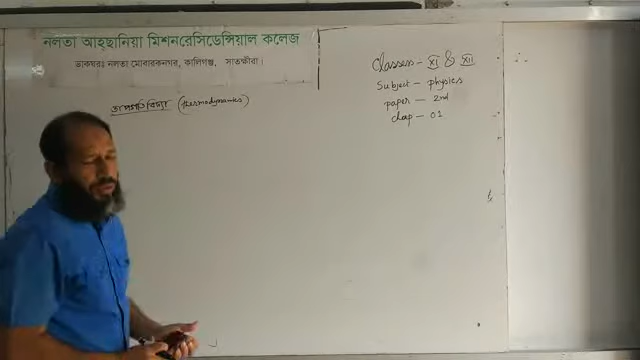 নলতা আহ্ছানিয়া মিশন রেসিডেন্সিয়াল কলেজ
ডাকঘরঃ নলতা মোবারকনগর, কালিগঞ্জ, সাতক্ষীরা।
Classes - XI & XII
Subject - physics
paper - 2nd
chap - 01
তাপগতিবিদ্যা (Thermodynamics)